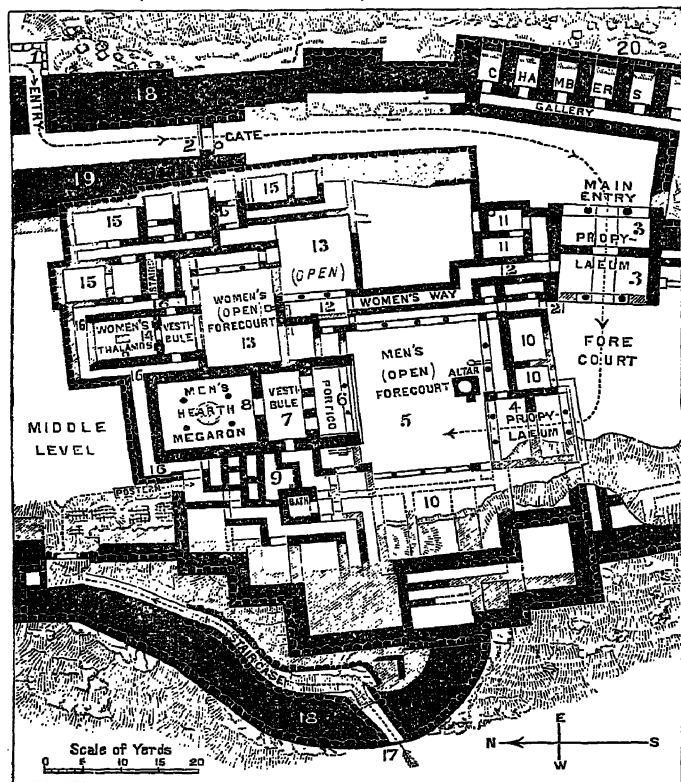 1
ENTRY
18
2
GATE
19
20
C HA MB ER S
GALLERY
MAIN
ENTRY
3
PROPY-
LAEUM
3
15
15
15
STAIRS
13
(OPEN)
11
11
12
WOMEN'S WAY
12
21
WOMEN'S
(OPEN)
FORECOURT
13
16
WOMEN'S
THALAMOS
14
VESTI-
BULE
16
MEN'S
HEARTH
MEGARON
8
VESTI-
BULE
7
PORTICO
6
MEN'S
(OPEN)
FORECOURT
5
ALTAR
10
10
FORE
COURT
4
PROPY-
LAEUM
MIDDLE
LEVEL
16
POSTERN
9
BATH
10
STAIRCASE
18
17
Scale of Yards
0 5 10 20
E
N S
W